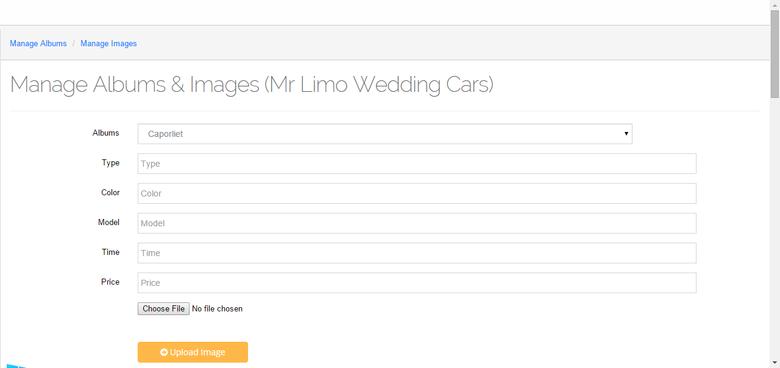 Manage Albums / Manage Images
Manage Albums & Images (Mr Limo Wedding Cars)
Albums Caporliet
Type Type
Color Color
Model Model
Time Time
Price Price
Choose File No file chosen
Upload Image